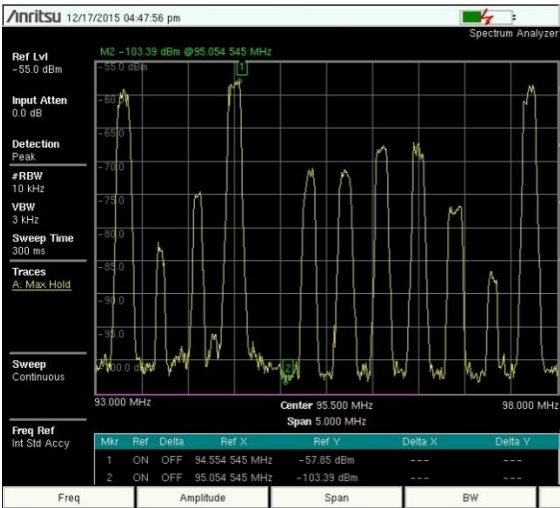 Anritsu 12/17/2015 04:47:56 pm
Spectrum Analyzer
M2 -103.39 dBm @95.054 545 MHz
Ref Lvl
-55.0 dBm
-55.0 dBm
1
Input Atten
0.0 dB
-60.0
-65.0
Detection
Peak
-70.0
#RBW
10 kHz
-75.0
VBW
3 kHz
-80.0
Sweep Time
300 ms
-85.0
Traces
A: Max Hold
-90.0
-95.0
Sweep
Continuous
2
93.000 MHz
Center 95.500 MHz
98.000 MHz
Span 5.000 MHz
Freq Ref
Int Std Accy
Mkr Ref Delta Ref X Ref Y Delta X Delta Y
1 ON OFF 94.554 545 MHz -57.85 dBm --- ---
2 ON OFF 95.054 545 MHz -103.39 dBm --- ---
Freq Amplitude Span BW